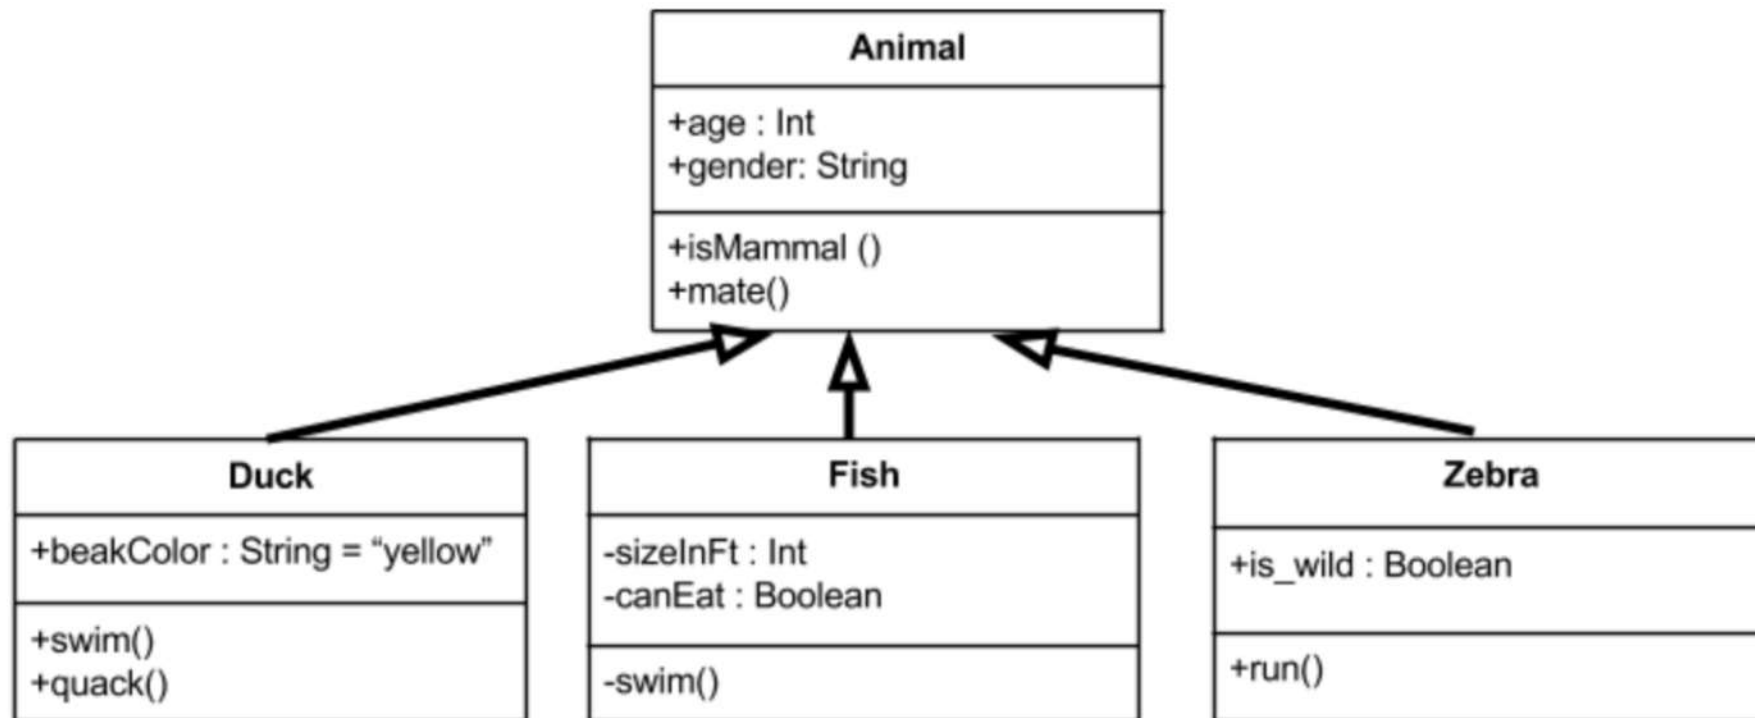 Animal
+age : Int
+gender: String
+isMammal ()
+mate()
Duck
+beakColor : String = “yellow”
+swim()
+quack()
Fish
-sizeInFt : Int
-canEat : Boolean
-swim()
Zebra
+is_wild : Boolean
+run()